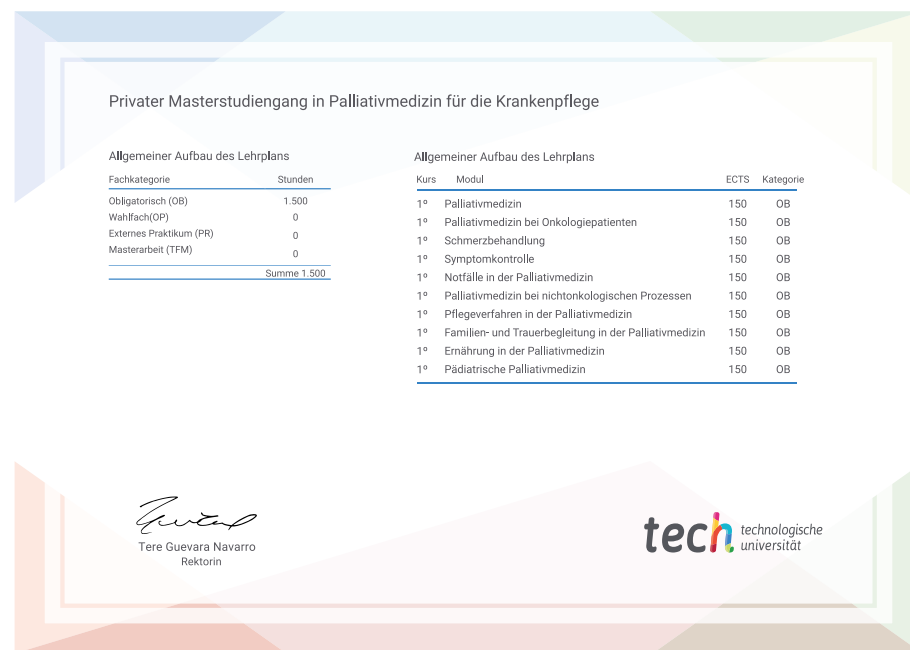 Privater Masterstudiengang in Palliativmedizin für die Krankenpflege
Allgemeiner Aufbau des Lehrplans
Fachkategorie Stunden
Obligatorisch (OB) 1.500
Wahlfach(OP) 0
Externes Praktikum (PR) 0
Masterarbeit (TFM) 0
Summe 1.500
Allgemeiner Aufbau des Lehrplans
Kurs Modul ECTS Kategorie
1º Palliativmedizin 150 OB
1º Palliativmedizin bei Onkologiepatienten 150 OB
1º Schmerzbehandlung 150 OB
1º Symptomkontrolle 150 OB
1º Notfälle in der Palliativmedizin 150 OB
1º Palliativmedizin bei nichtonkologischen Prozessen 150 OB
1º Pflegeverfahren in der Palliativmedizin 150 OB
1º Familien- und Trauerbegleitung in der Palliativmedizin 150 OB
1º Ernährung in der Palliativmedizin 150 OB
1º Pädiatrische Palliativmedizin 150 OB
Tere Guevara Navarro
Rektorin
tech technologische
universität